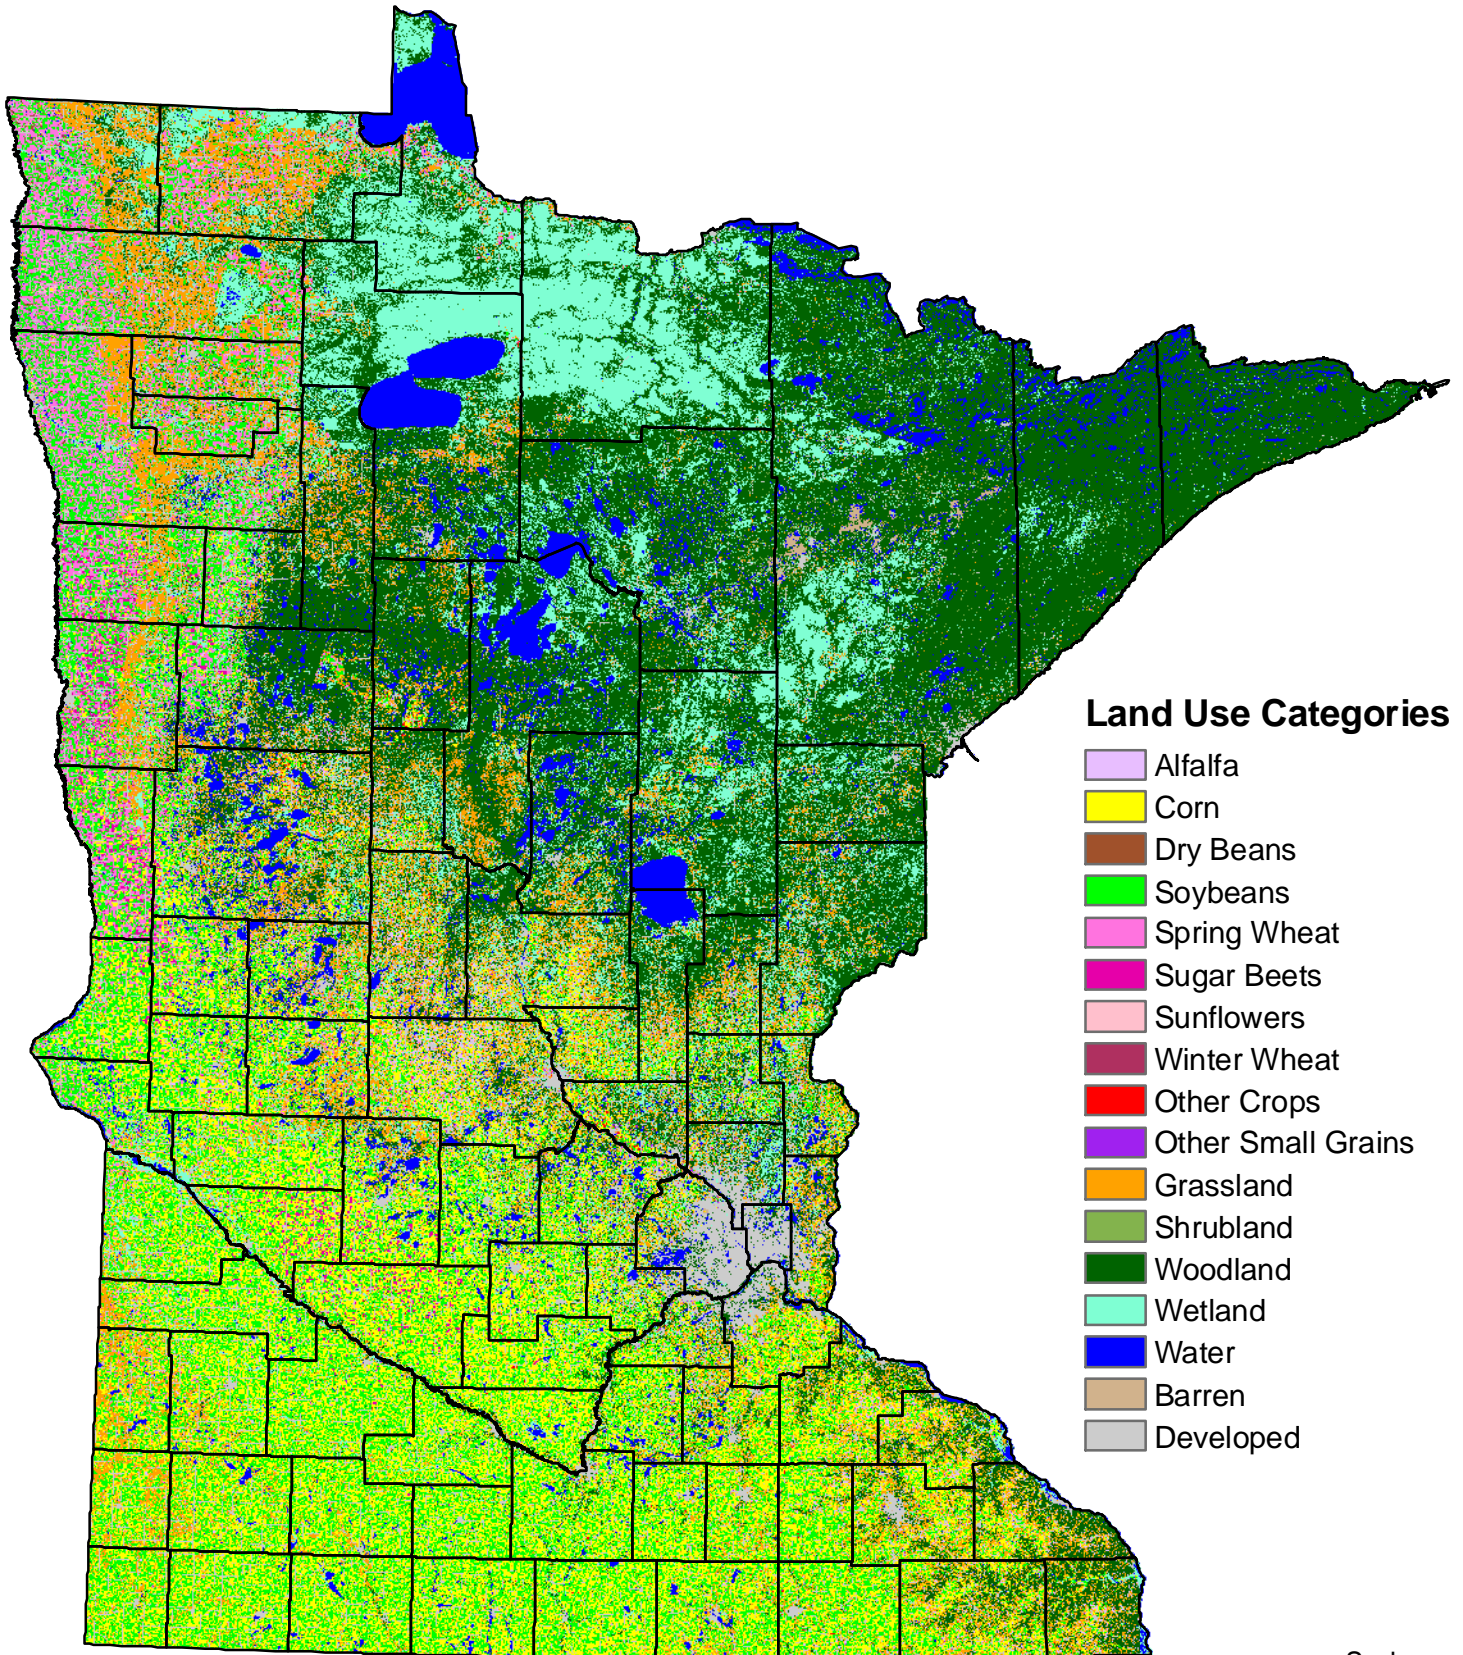 Land Use Categories
Alfalfa
Corn
Dry Beans
Soybeans
Spring Wheat
Sugar Beets
Sunflowers
Winter Wheat
Other Crops
Other Small Grains
Grassland
Shrubland
Woodland
Wetland
Water
Barren
Developed